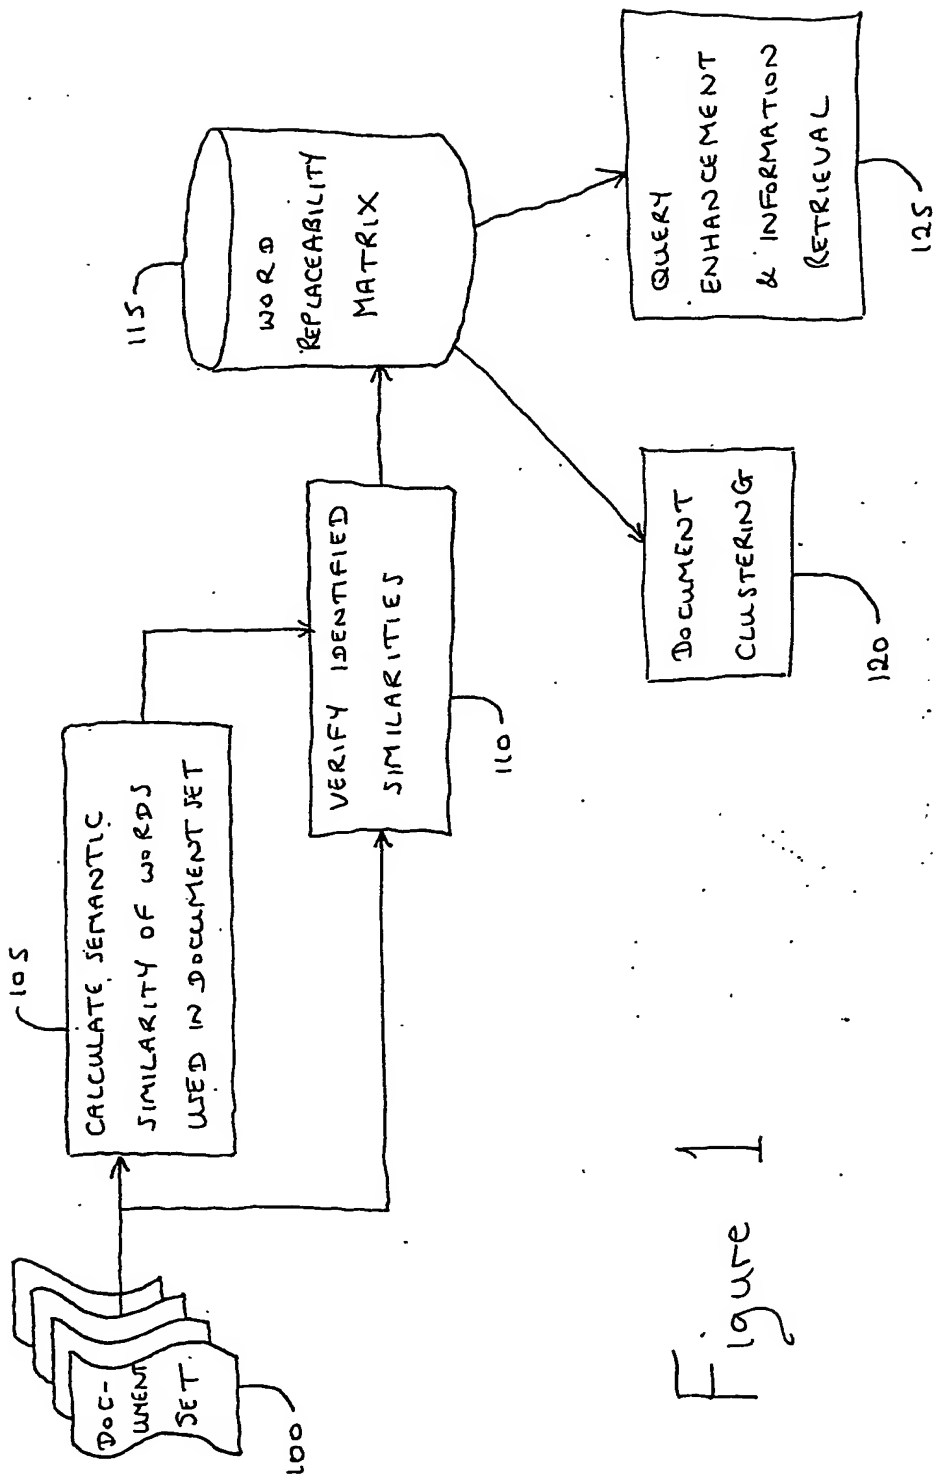 105
CALCULATE SEMANTIC
SIMILARITY OF WORDS
USED IN DOCUMENT SET
DOC-
UMENT
SET
100
VERIFY IDENTIFIED
SIMILARITIES
110
115
WORD
REPLACEABILITY
MATRIX
DOCUMENT
CLUSTERING
120
QUERY
ENHANCEMENT
& INFORMATION
RETRIEVAL
125
Figure 1